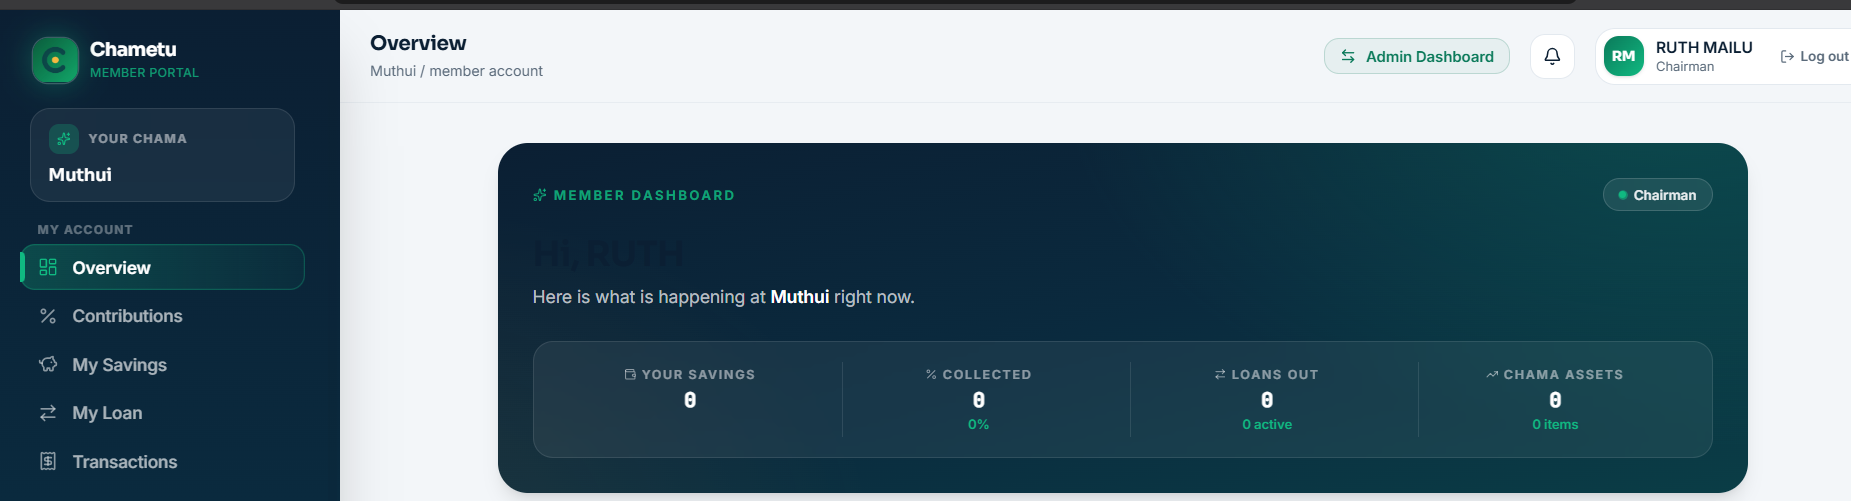 Chametu
MEMBER PORTAL
YOUR CHAMA
Muthui
MY ACCOUNT
Overview
Contributions
My Savings
My Loan
Transactions
Overview
Muthui / member account
Admin Dashboard
RM
RUTH MAILU
Chairman
Log out
MEMBER DASHBOARD
Chairman
Hi, RUTH
Here is what is happening at Muthui right now.
YOUR SAVINGS
0
COLLECTED
0
0%
LOANS OUT
0
0 active
CHAMA ASSETS
0
0 items